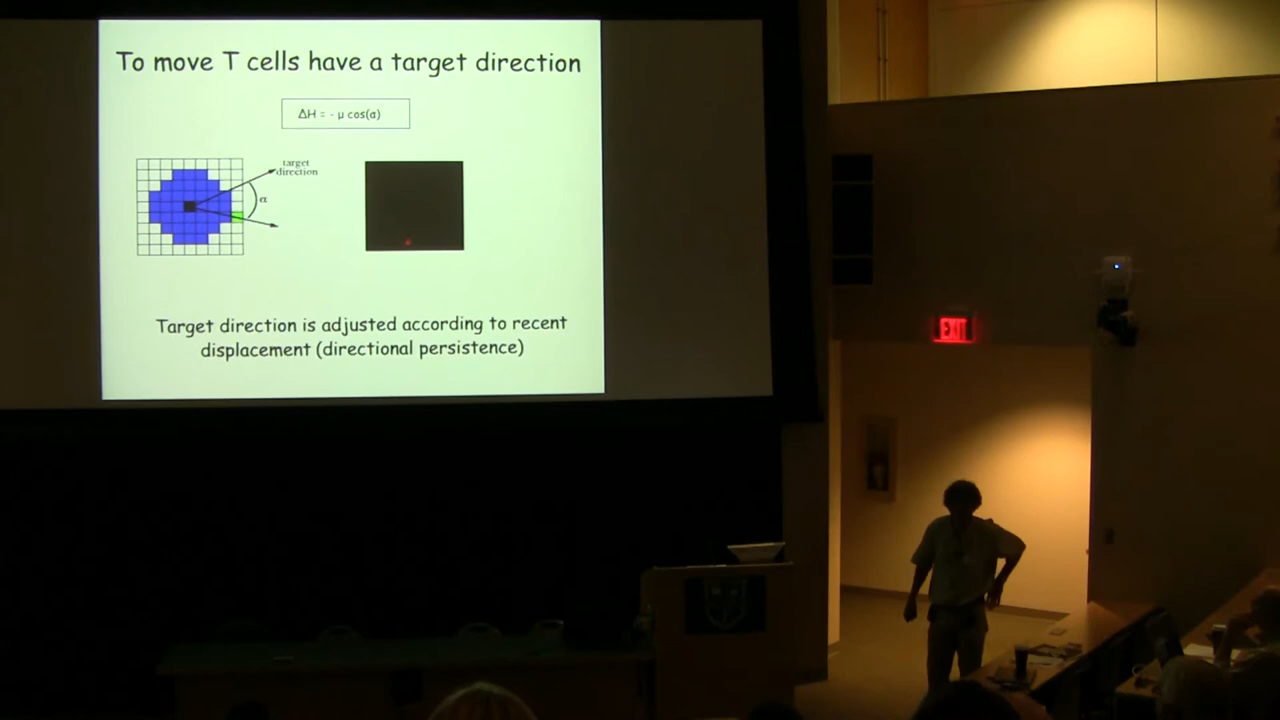 To move T cells have a target direction
ΔH = - μ cos(α)
target
direction
α
Target direction is adjusted according to recent
displacement (directional persistence)
EXIT